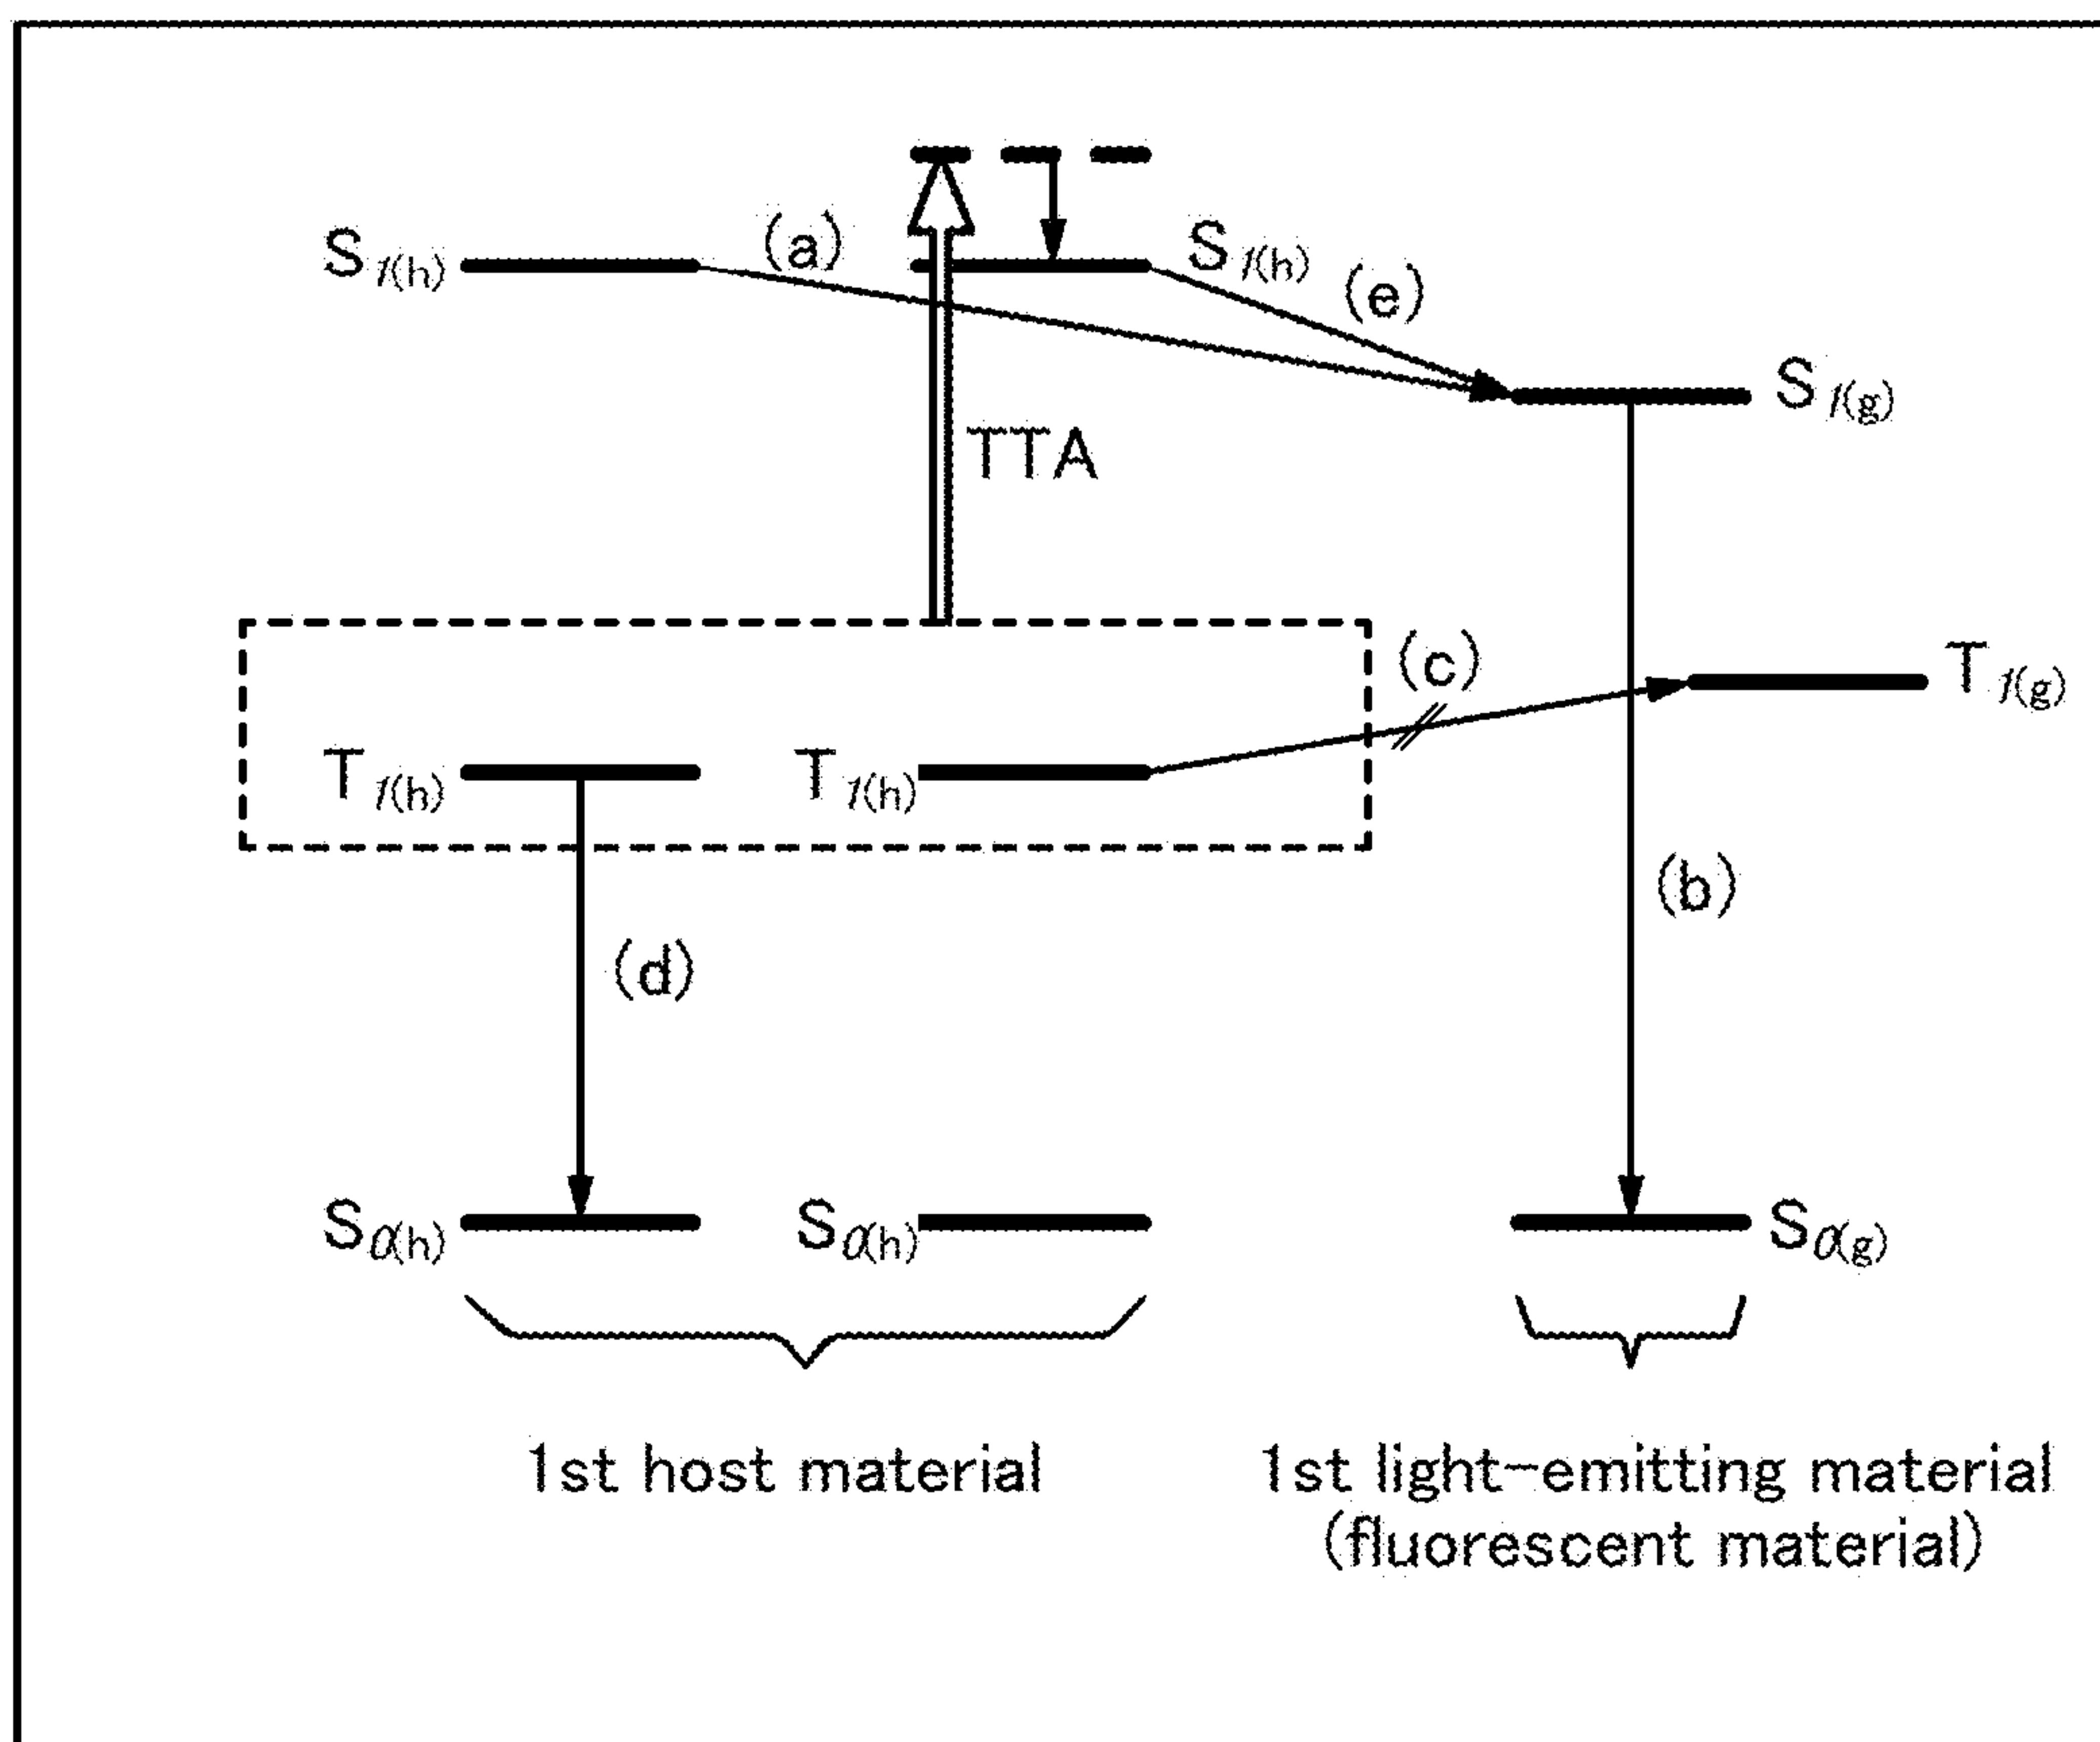 (a)
S1(h)
S1(h)
(e)
S1(g)
TTA
(c)
T1(g)
T1(h)
T1(h)
(b)
(d)
S0(h)
S0(h)
S0(g)
1st host material
1st light-emitting material
(fluorescent material)